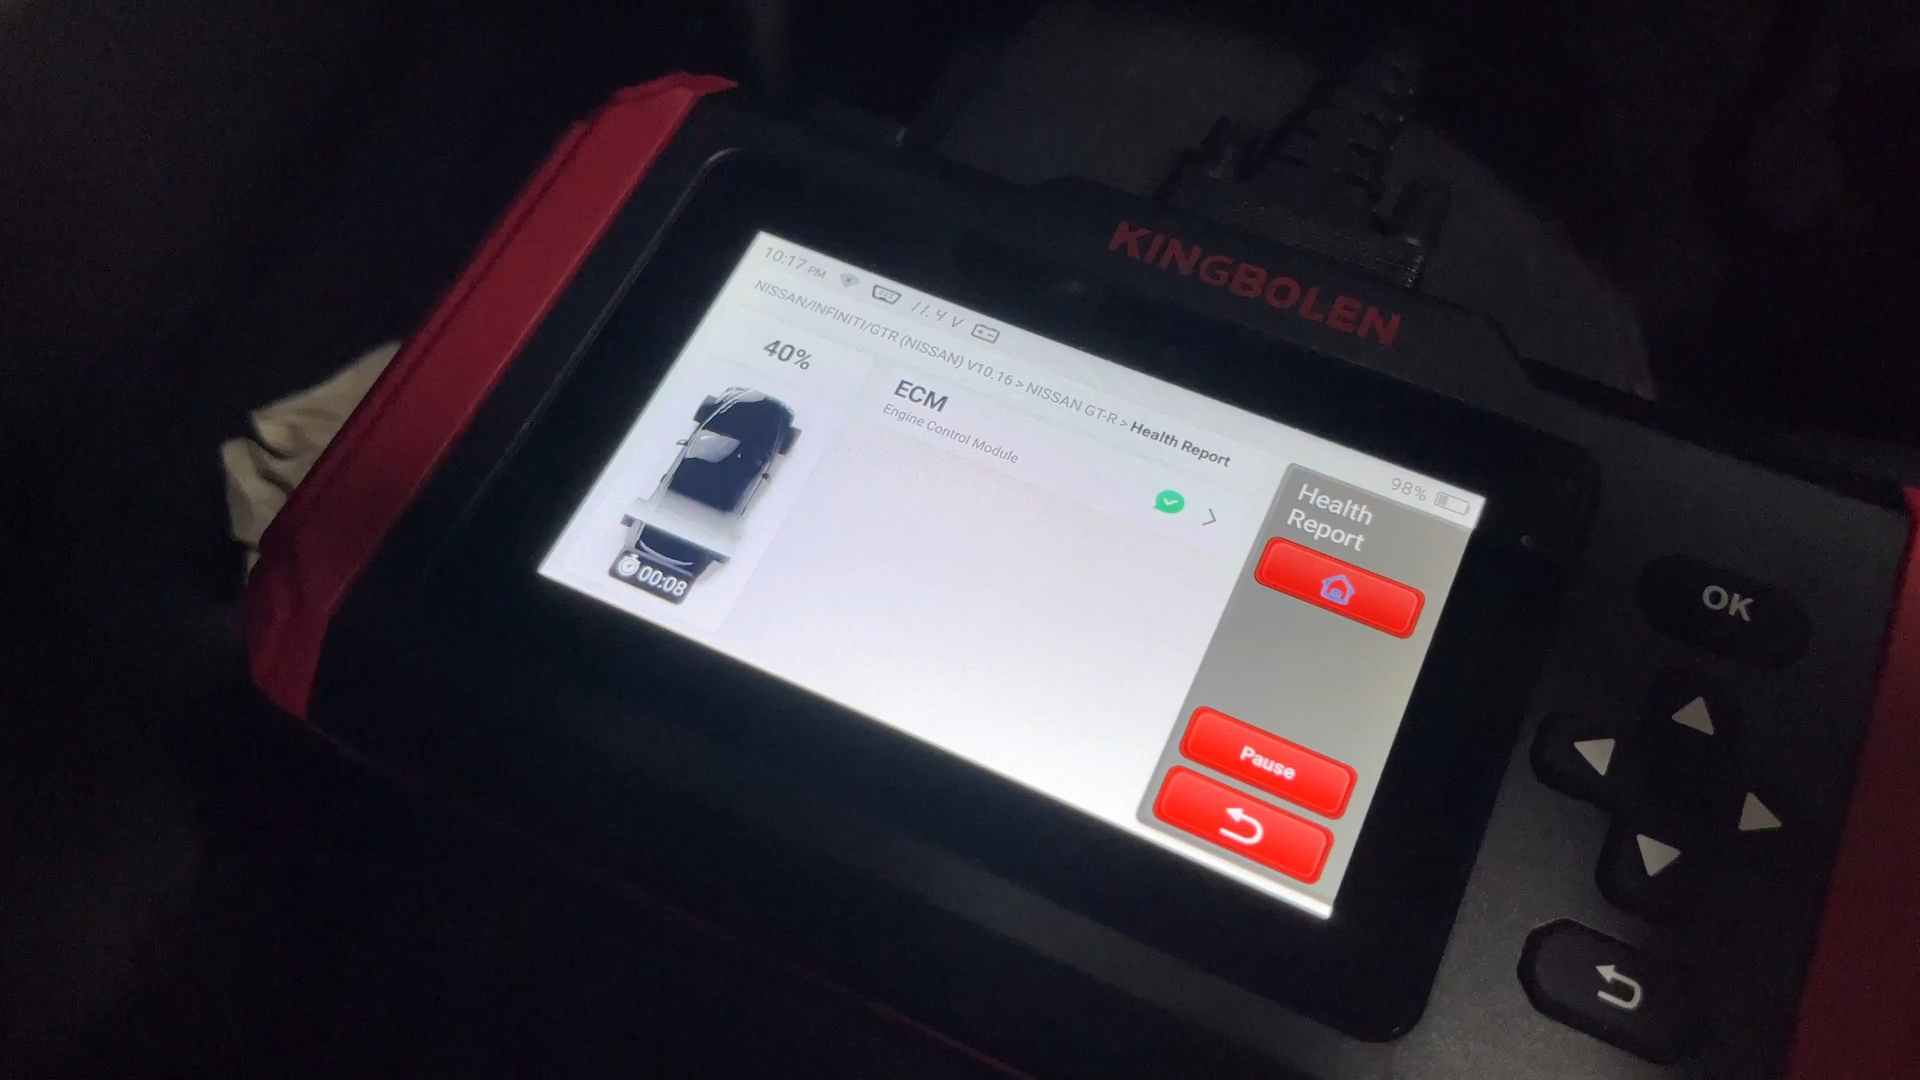 KINGBOLEN
10:17 PM 11.4 V
98%
NISSAN/INFINITI/GTR (NISSAN) V10.16 > NISSAN GT-R > Health Report
40%
00:08
ECM
Engine Control Module
Health
Report
Pause
OK